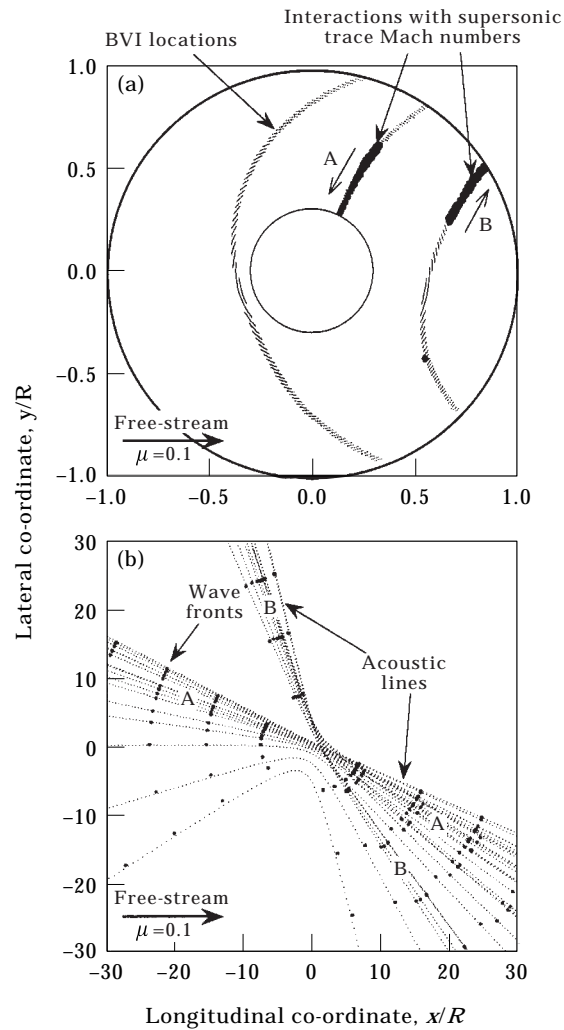 Interactions with supersonic
trace Mach numbers
BVI locations
(a)
1.0
0.5
0.0
-0.5
-1.0
A
B
Free-stream
μ=0.1
-1.0
-0.5
0.0
0.5
1.0
Lateral co-ordinate, y/R
(b)
30
20
10
0
-10
-20
-30
Wave
fronts
B
Acoustic
lines
A
A
B
Free-stream
μ=0.1
-30
-20
-10
0
10
20
30
Longitudinal co-ordinate, x/R